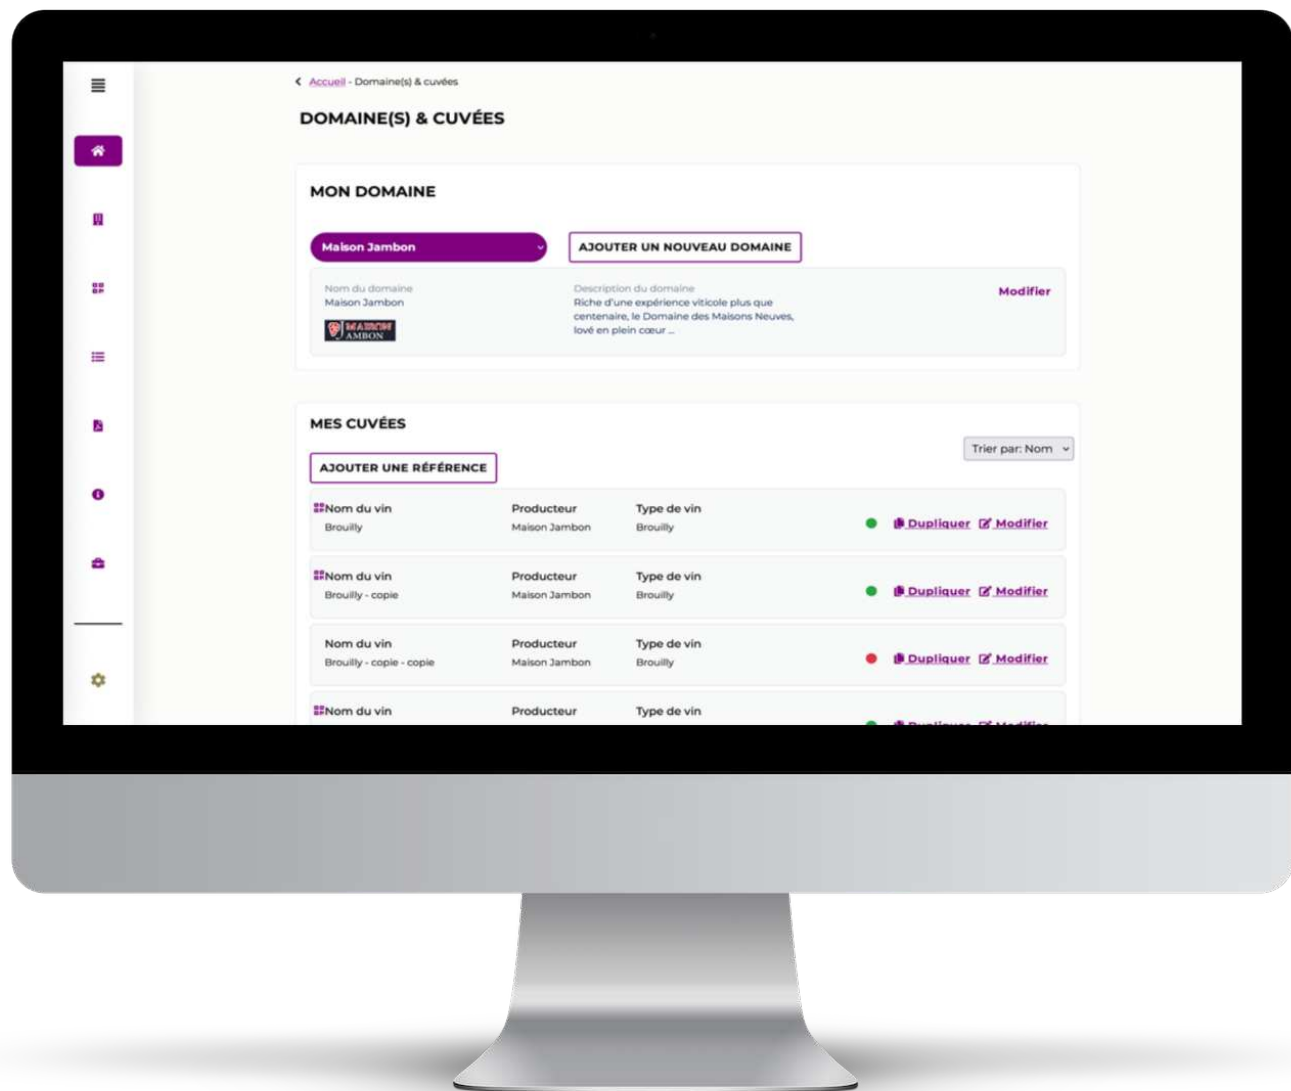 Accueil - Domaine(s) & cuvées
DOMAINE(S) & CUVÉES
MON DOMAINE
Maison Jambon
AJOUTER UN NOUVEAU DOMAINE
Nom du domaine
Maison Jambon
MAISON
AMBON
Description du domaine
Riche d'une expérience viticole plus que
centenaire, le Domaine des Maisons Neuves,
lové en plein cœur ...
Modifier
MES CUVÉES
Trier par: Nom
AJOUTER UNE RÉFÉRENCE
Nom du vin Producteur Type de vin
Brouilly Maison Jambon Brouilly
Dupliquer Modifier
Nom du vin Producteur Type de vin
Brouilly - copie Maison Jambon Brouilly
Dupliquer Modifier
Nom du vin Producteur Type de vin
Brouilly - copie - copie Maison Jambon Brouilly
Dupliquer Modifier
Nom du vin Producteur Type de vin
Dupliquer Modifier